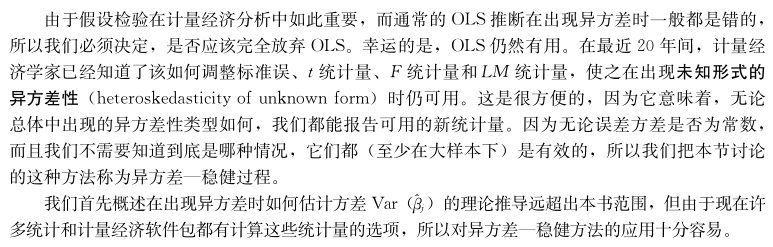 由于假设检验在计量经济分析中如此重要，而通常的 OLS 推断在出现异方差时一般都是错的，
所以我们必须决定，是否应该完全放弃 OLS。幸运的是，OLS 仍然有用。在最近 20 年间，计量经
济学家已经知道了该如何调整标准误、t 统计量、F 统计量和 LM 统计量，使之在出现未知形式的
异方差性（heteroskedasticity of unknown form）时仍可用。这是很方便的，因为它意味着，无论
总体中出现的异方差性类型如何，我们都能报告可用的新统计量。因为无论误差方差是否为常数，
而且我们不需要知道到底是哪种情况，它们都（至少在大样本下）是有效的，所以我们把本节讨论
的这种方法称为异方差—稳健过程。
我们首先概述在出现异方差时如何估计方差 Var（β̂ⱼ）的理论推导远超出本书范围，但由于现在许
多统计和计量经济软件包都有计算这些统计量的选项，所以对异方差—稳健方法的应用十分容易。